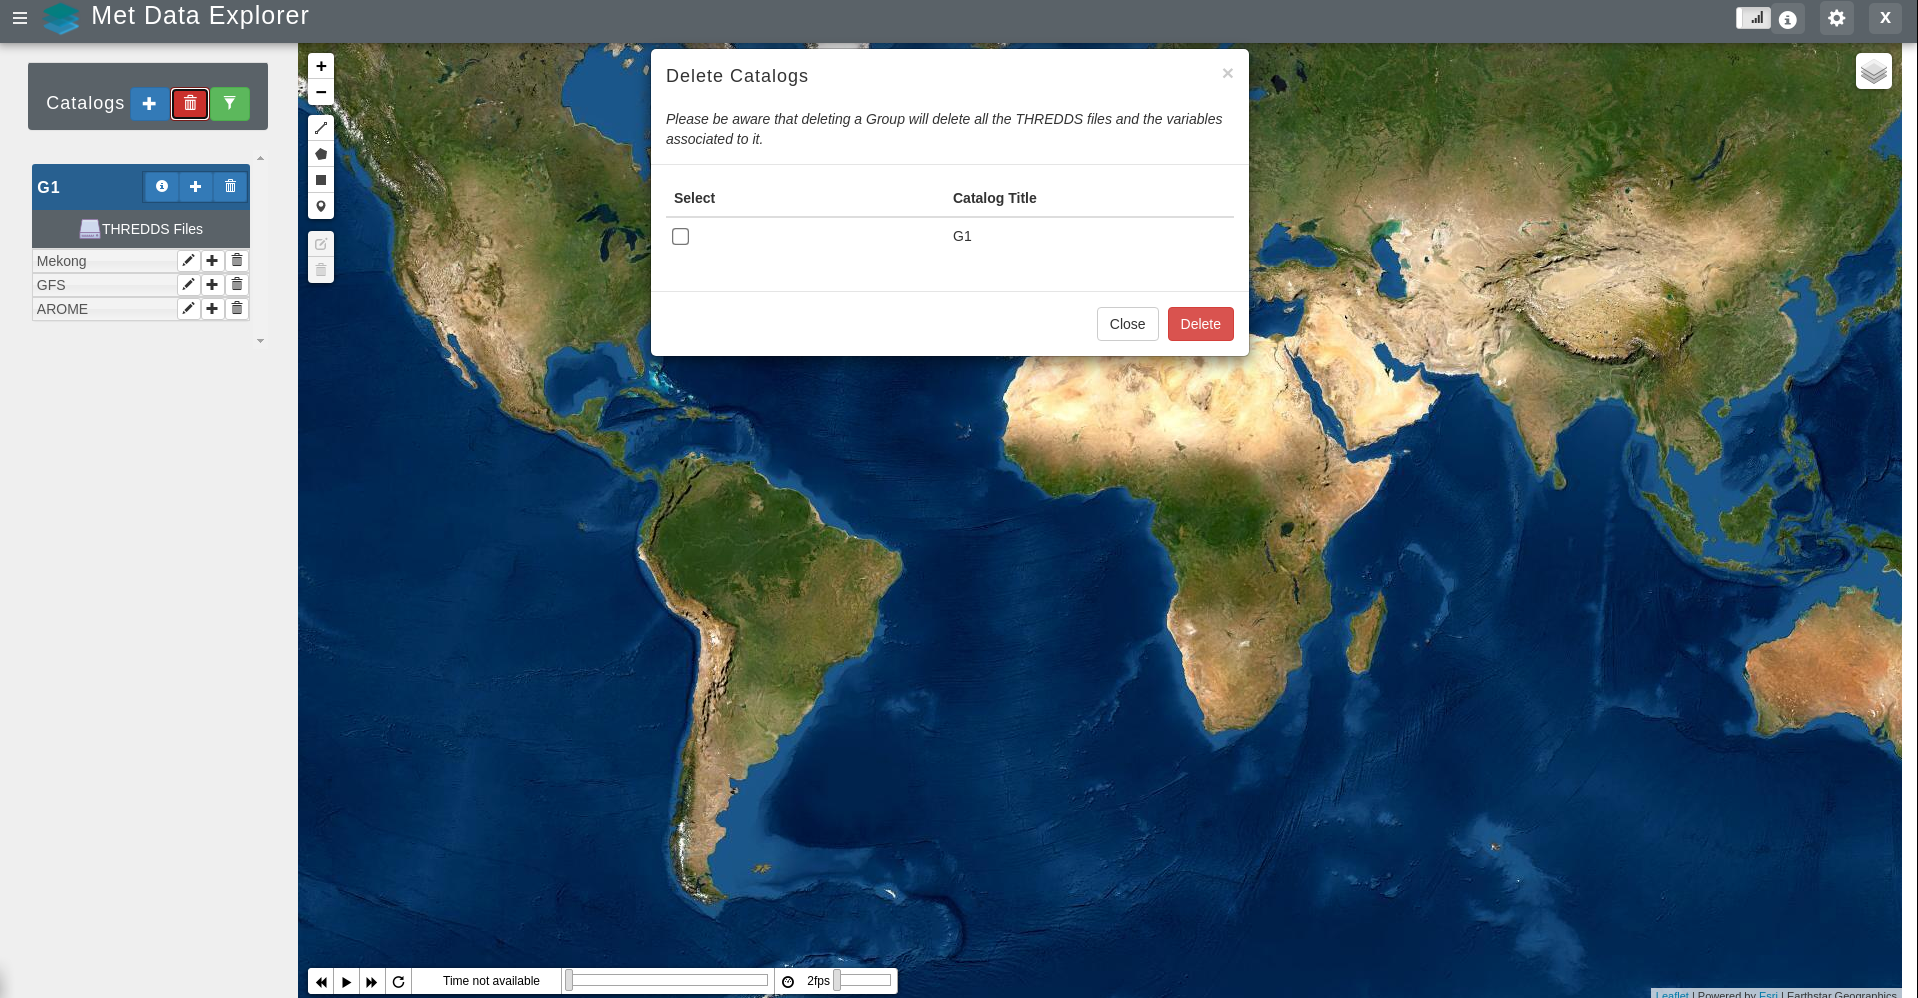 Met Data Explorer
X
Catalogs
G1
THREDDS Files
Mekong
GFS
AROME
Delete Catalogs
×
Please be aware that deleting a Group will delete all the THREDDS files and the variables
associated to it.
Select Catalog Title
G1
Close Delete
Time not available 2fps
Leaflet | Powered by Esri | Earthstar Geographics